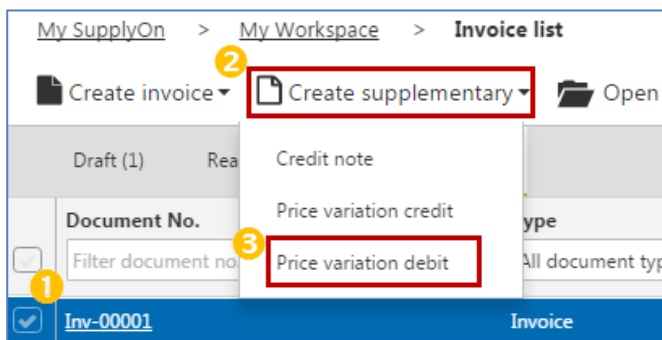 My SupplyOn > My Workspace > Invoice list
2
Create invoice Create supplementary Open
Draft (1) Rea
Credit note
Price variation credit
3 Price variation debit
Document No. ype
Filter document no All document typ
1
Inv-00001 Invoice